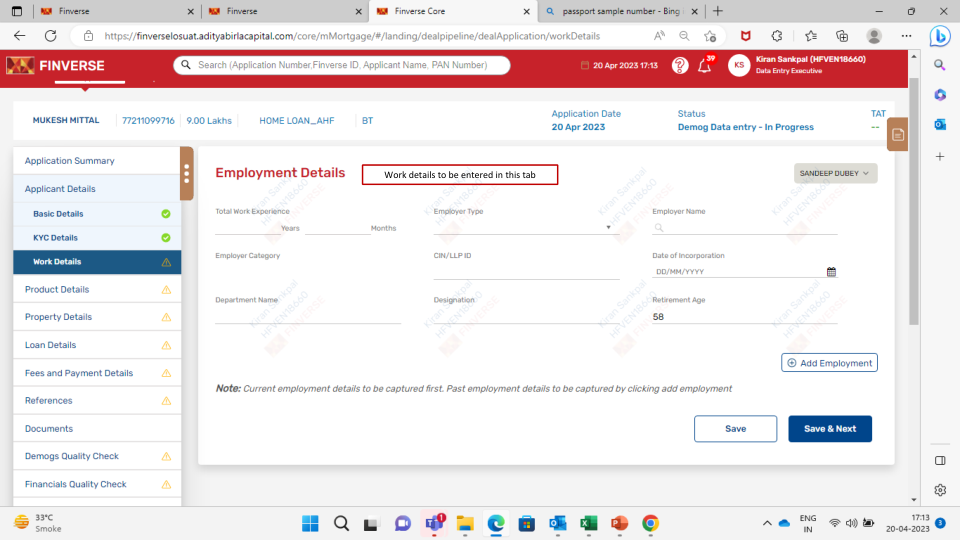 Finverse
Finverse
Finverse Core
passport sample number - Bing
https://finverselosuat.adityabirlacapital.com/core/mMortgage/#/landing/dealpipeline/dealApplication/workDetails
FINVERSE
Search (Application Number,Finverse ID, Applicant Name, PAN Number)
20 Apr 2023 17:13
39
KS
Kiran Sankpal (HFVEN18660)
Data Entry Executive
MUKESH MITTAL
77211099716
9.00 Lakhs
HOME LOAN_AHF
BT
Application Date
20 Apr 2023
Status
Demog Data entry - In Progress
TAT
--
Application Summary
Applicant Details
Basic Details
KYC Details
Work Details
Product Details
Property Details
Loan Details
Fees and Payment Details
References
Documents
Demogs Quality Check
Financials Quality Check
Employment Details
Work details to be entered in this tab
SANDEEP DUBEY
Total Work Experience
Years
Months
Employer Type
Employer Name
Employer Category
CIN/LLP ID
Date of Incorporation
DD/MM/YYYY
Department Name
Designation
Retirement Age
58
Add Employment
Note: Current employment details to be captured first. Past employment details to be captured by clicking add employment
Save
Save & Next
Kiran Sankpal
HFVEN18660
FINVERSE
33°C
Smoke
1
ENG
IN
17:13
20-04-2023
3